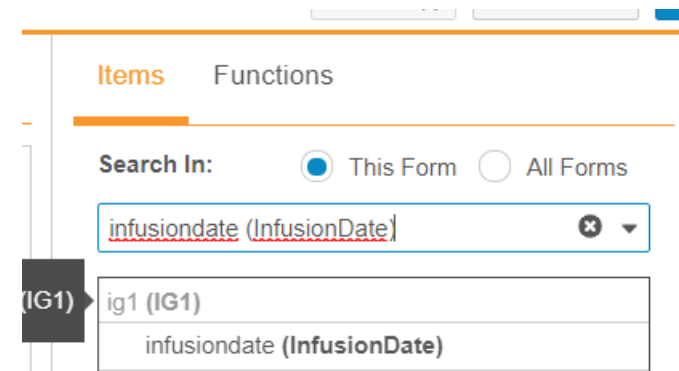 Items Functions
Search In: This Form All Forms
infusiondate (InfusionDate)
(IG1) ig1 (IG1)
infusiondate (InfusionDate)